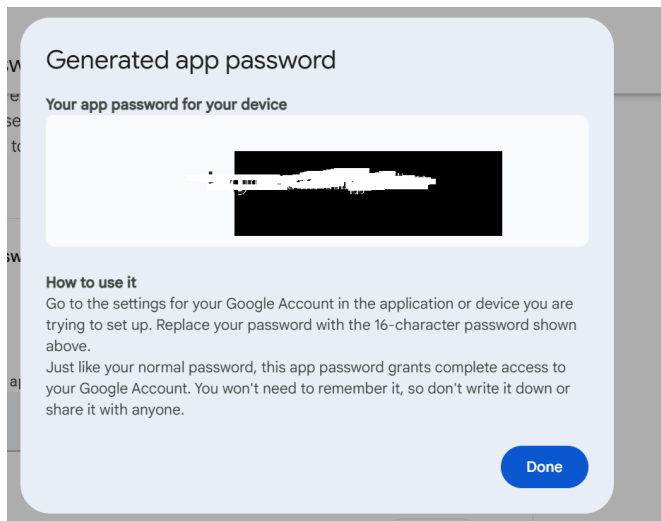 Generated app password
Your app password for your device
How to use it
Go to the settings for your Google Account in the application or device you are
trying to set up. Replace your password with the 16-character password shown
above.
Just like your normal password, this app password grants complete access to
your Google Account. You won't need to remember it, so don't write it down or
share it with anyone.
Done